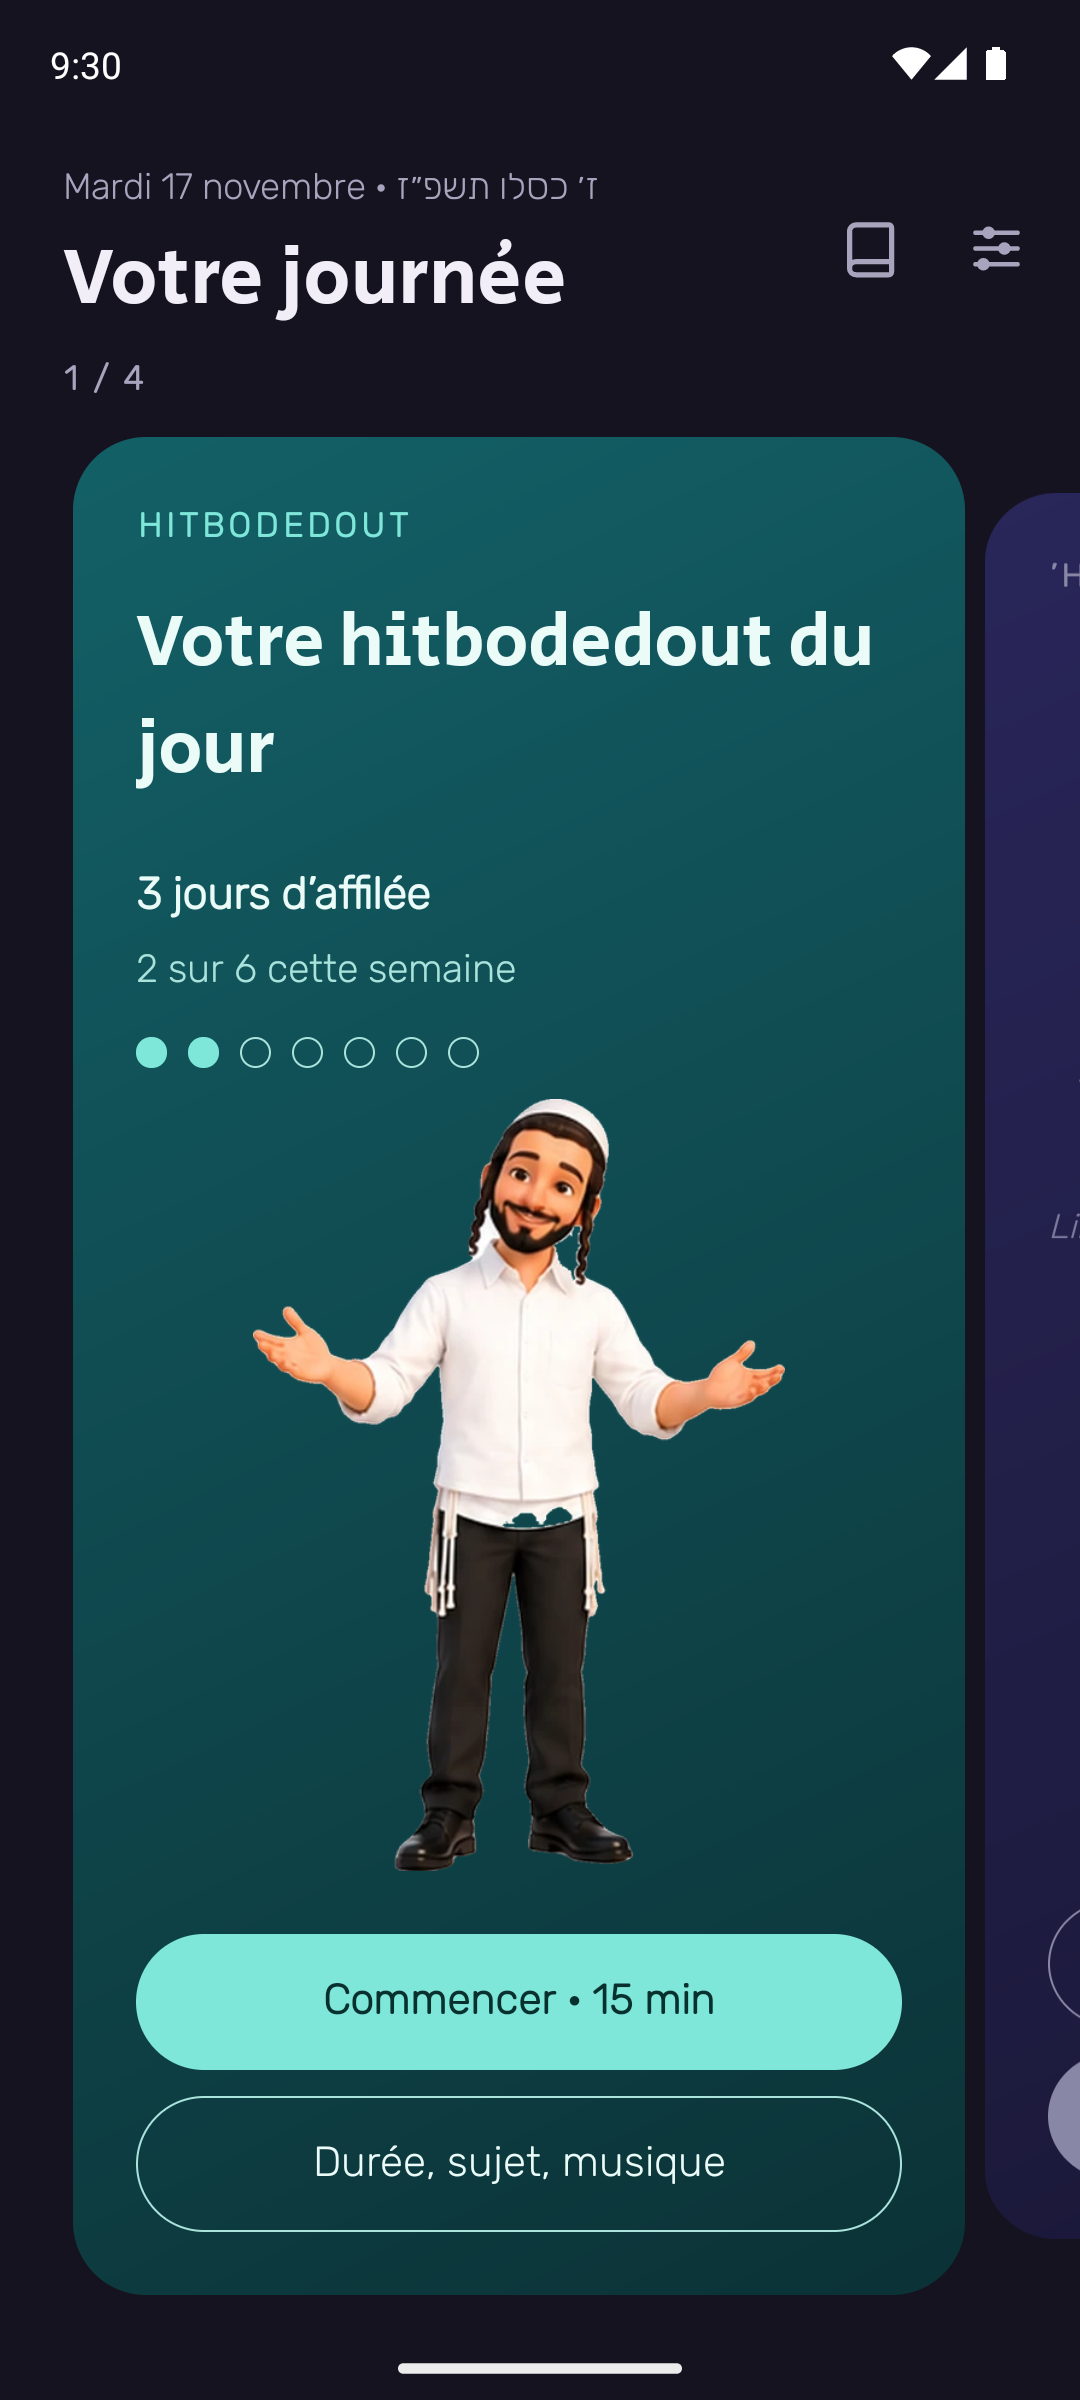 9:30
Mardi 17 novembre • ז׳ כסלו תשפ״ז
Votre journée
1 / 4
HITBODEDOUT
Votre hitbodedout du
jour
3 jours d’affilée
2 sur 6 cette semaine
Commencer • 15 min
Durée, sujet, musique